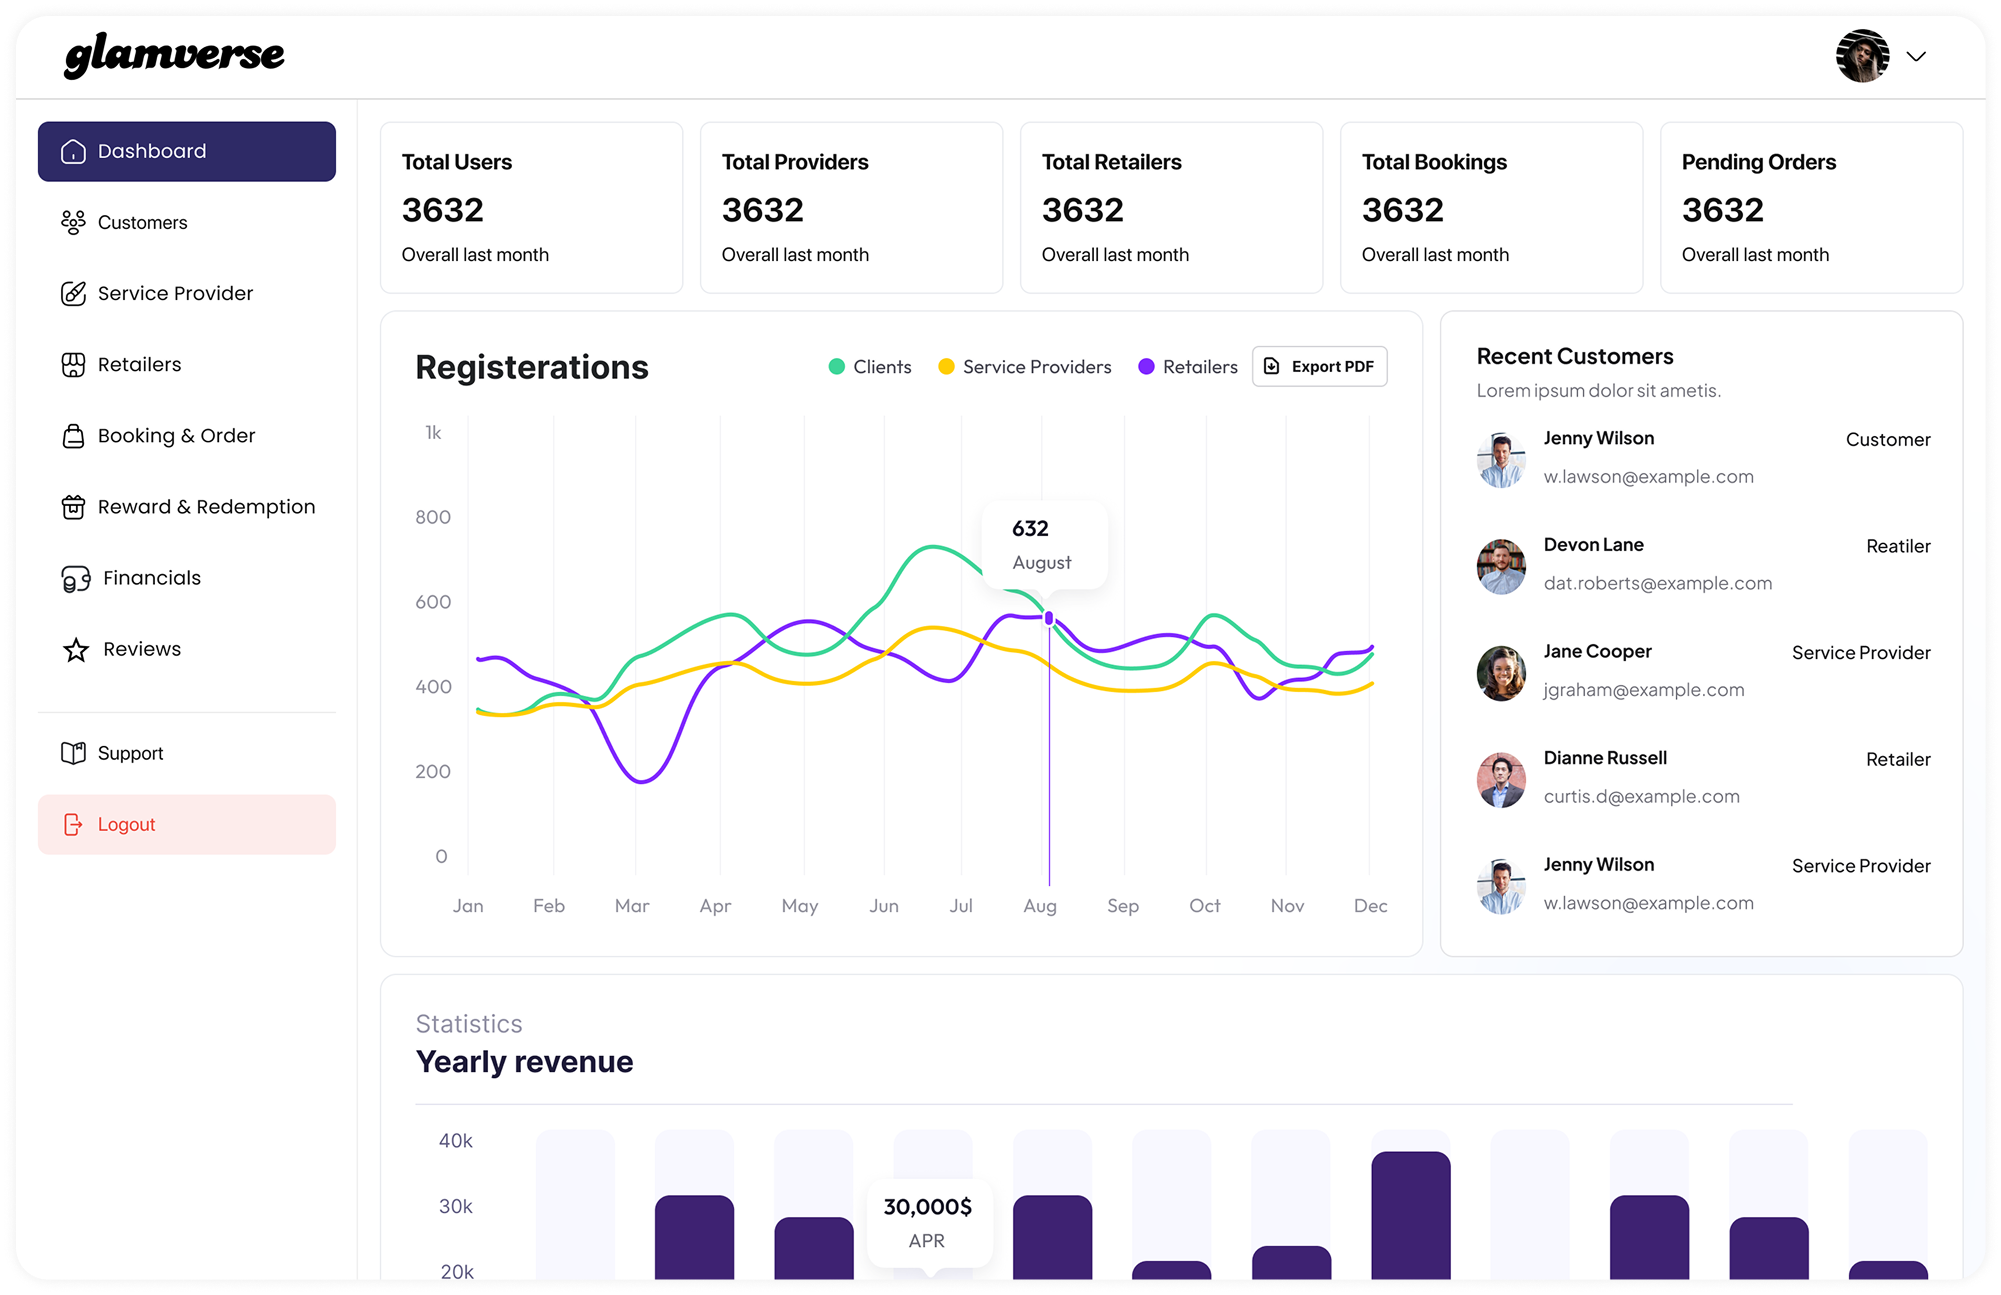 glamverse
Dashboard
Customers
Service Provider
Retailers
Booking & Order
Reward & Redemption
Financials
Reviews
Support
Logout
Total Users
3632
Overall last month
Total Providers
3632
Overall last month
Total Retailers
3632
Overall last month
Total Bookings
3632
Overall last month
Pending Orders
3632
Overall last month
Registerations
Clients
Service Providers
Retailers
Export PDF
1k
800
600
400
200
0
632
August
Jan Feb Mar Apr May Jun Jul Aug Sep Oct Nov Dec
Recent Customers
Lorem ipsum dolor sit ametis.
Jenny Wilson Customer
w.lawson@example.com
Devon Lane Reatiler
dat.roberts@example.com
Jane Cooper Service Provider
jgraham@example.com
Dianne Russell Retailer
curtis.d@example.com
Jenny Wilson Service Provider
w.lawson@example.com
Statistics
Yearly revenue
40k
30k
20k
30,000$
APR